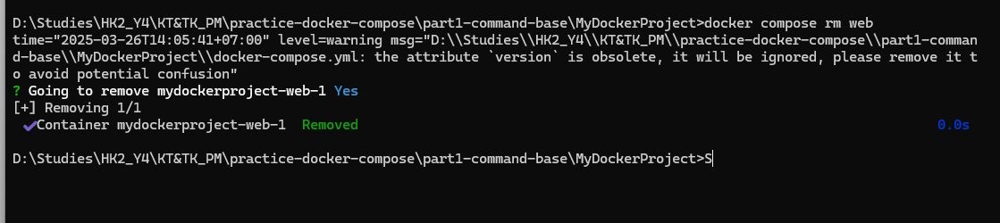 D:\Studies\HK2_Y4\KT&TK_PM\practice-docker-compose\part1-command-base\MyDockerProject>docker compose rm web
time="2025-03-26T14:05:41+07:00" level=warning msg="D:\\Studies\\HK2_Y4\\KT&TK_PM\\practice-docker-compose\\part1-comman
d-base\\MyDockerProject\\docker-compose.yml: the attribute `version` is obsolete, it will be ignored, please remove it t
o avoid potential confusion"
? Going to remove mydockerproject-web-1 Yes
[+] Removing 1/1
✔Container mydockerproject-web-1  Removed 0.0s
D:\Studies\HK2_Y4\KT&TK_PM\practice-docker-compose\part1-command-base\MyDockerProject>S